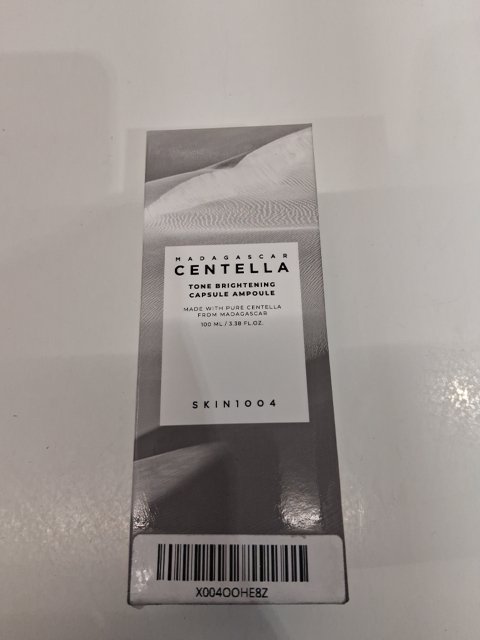 MADAGASCAR
CENTELLA
TONE BRIGHTENING
CAPSULE AMPOULE
MADE WITH PURE CENTELLA
FROM MADAGASCAR
100 ML / 3.38 FL.OZ.
SKIN1004
X004OOHE8Z